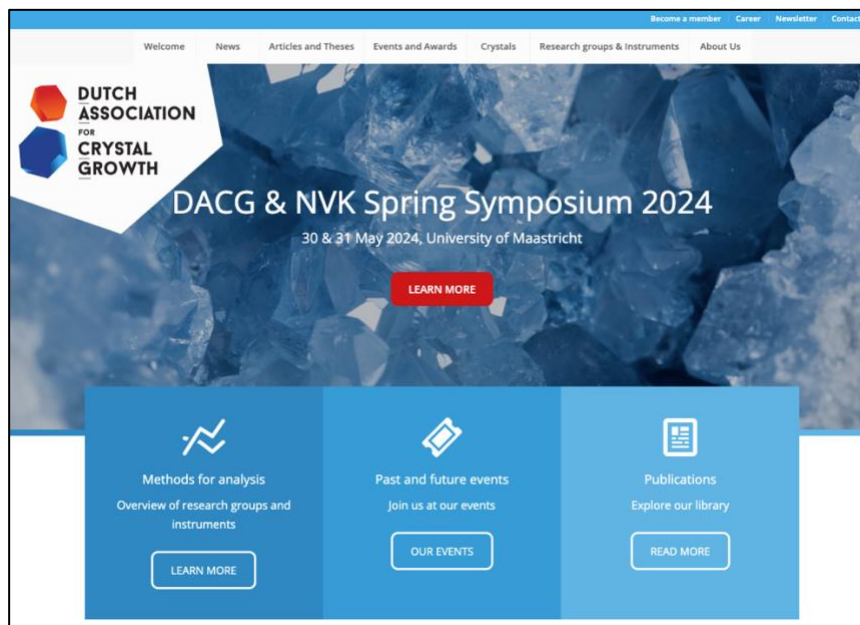 Become a member Career Newsletter Contact
Welcome News Articles and Theses Events and Awards Crystals Research groups & Instruments About Us
DUTCH
ASSOCIATION
FOR
CRYSTAL
GROWTH
DACG & NVK Spring Symposium 2024
30 & 31 May 2024, University of Maastricht
LEARN MORE
Methods for analysis
Overview of research groups and
instruments
LEARN MORE
Past and future events
Join us at our events
OUR EVENTS
Publications
Explore our library
READ MORE